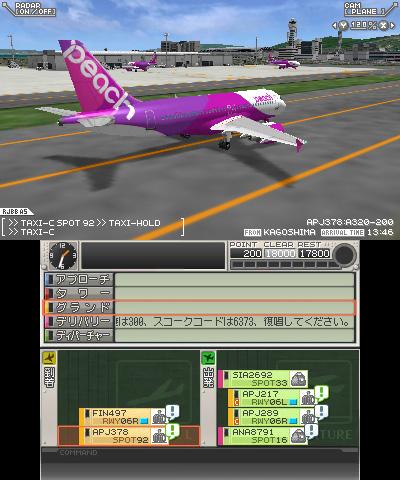 RADAR
[ON/OFF]
CAM
[PLANE]
Y 120% X
peach
peach
RJBB A5
>> TAXI-C SPOT 92 >> TAXI-HOLD
>> TAXI-C
APJ378:A320-200
FROM KAGOSHIMA ARRIVAL TIME 13:46
POINT CLEAR REST
200 18000 17800
アプローチ
タワー
グランド
デリバリー
は300、スコークコードは6373、復唱してください。
ディパーチャー
到着
出発
SIA2692
SPOT33
APJ217
RWY06L
FIN497
RWY06R
APJ289
RWY06R
APJ378
SPOT92
ANA8791
SPOT16
COMMAND